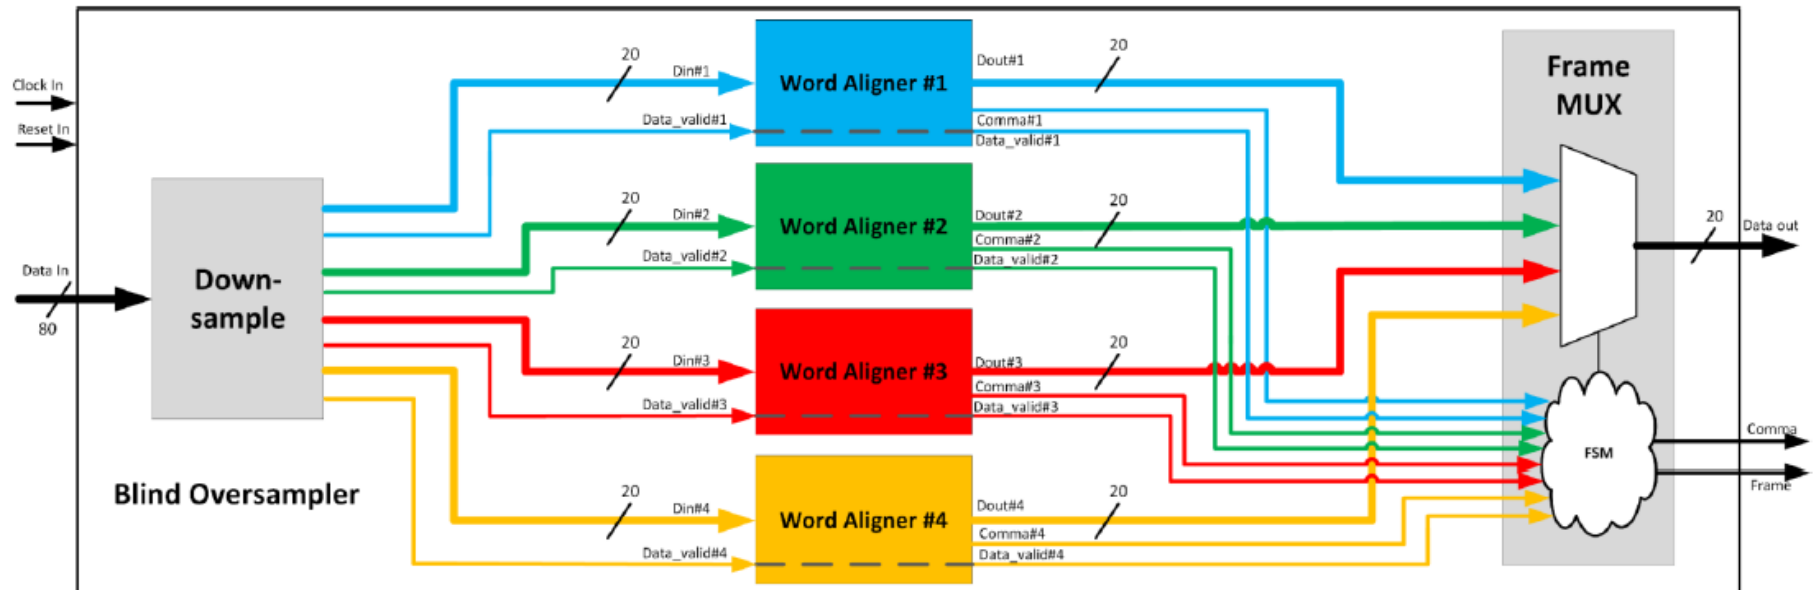 Clock In
Reset In
Data In
80
Down-
sample
Blind Oversampler
20
Din#1
Data_valid#1
20
Din#2
Data_valid#2
20
Din#3
Data_valid#3
20
Din#4
Data_valid#4
Word Aligner #1
Word Aligner #2
Word Aligner #3
Word Aligner #4
Dout#1
20
Comma#1
Data_valid#1
Dout#2
20
Comma#2
Data_valid#2
Dout#3
20
Comma#3
Data_valid#3
Dout#4
20
Comma#4
Data_valid#4
Frame
MUX
FSM
20
Data out
Comma
Frame